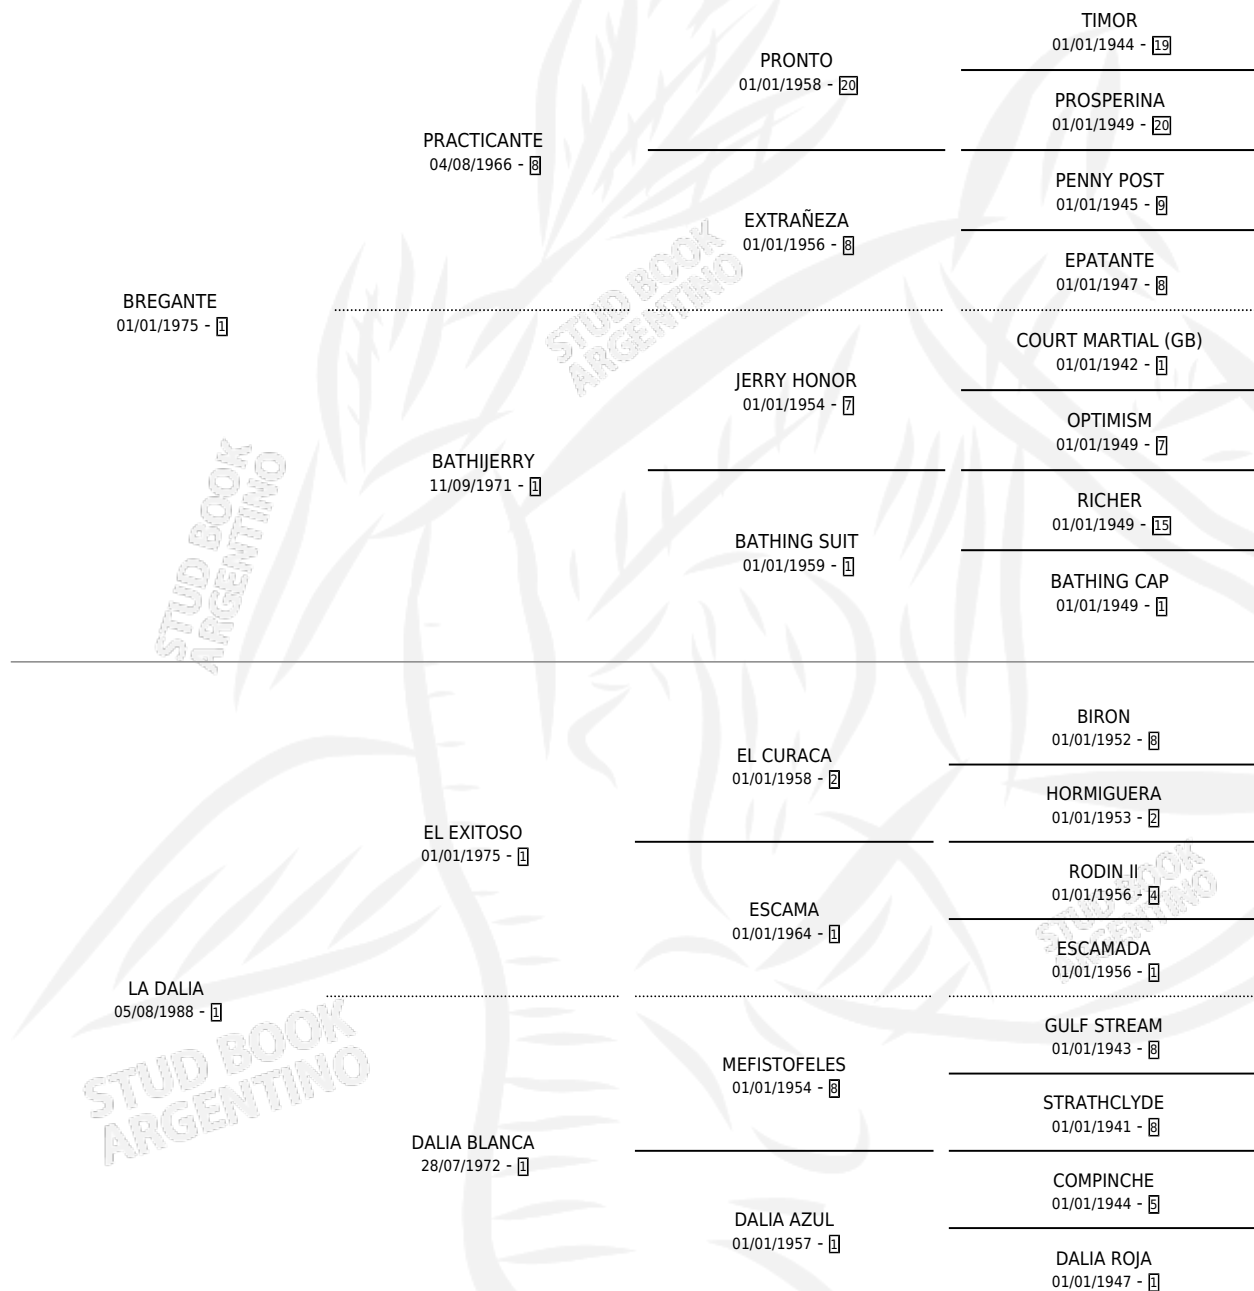 TIMOR
01/01/1944 - 19
PRONTO
01/01/1958 - 20
PROSPERINA
01/01/1949 - 20
PRACTICANTE
04/08/1966 - 8
PENNY POST
01/01/1945 - 9
EXTRAÑEZA
01/01/1956 - 8
EPATANTE
01/01/1947 - 8
BREGANTE
01/01/1975 - 1
COURT MARTIAL (GB)
01/01/1942 - 1
JERRY HONOR
01/01/1954 - 7
OPTIMISM
01/01/1949 - 7
BATHIJERRY
11/09/1971 - 1
RICHER
01/01/1949 - 15
BATHING SUIT
01/01/1959 - 1
BATHING CAP
01/01/1949 - 1
STUD BOOK
ARGENTINO
STUD BOOK
ARGENTINO
BIRON
01/01/1952 - 8
EL CURACA
01/01/1958 - 2
HORMIGUERA
01/01/1953 - 2
EL EXITOSO
01/01/1975 - 1
RODIN II
01/01/1956 - 4
ESCAMA
01/01/1964 - 1
ESCAMADA
01/01/1956 - 1
LA DALIA
05/08/1988 - 1
GULF STREAM
01/01/1943 - 8
MEFISTOFELES
01/01/1954 - 8
STRATHCLYDE
01/01/1941 - 8
DALIA BLANCA
28/07/1972 - 1
COMPINCHE
01/01/1944 - 5
DALIA AZUL
01/01/1957 - 1
DALIA ROJA
01/01/1947 - 1
STUD BOOK
ARGENTINO
STUD BOOK
ARGENTINO